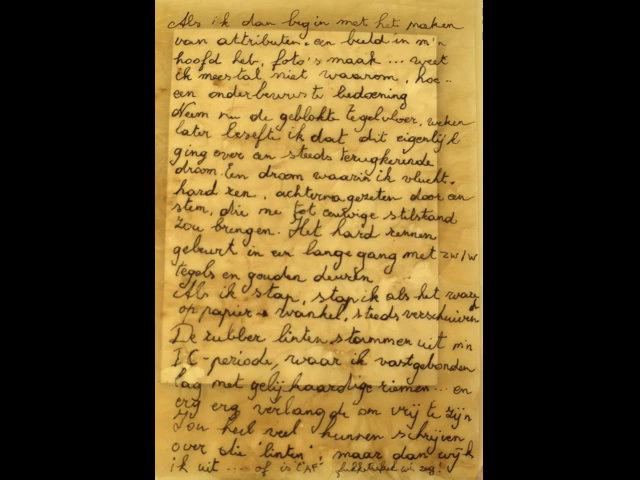 Als ik dan begin met het maken
van attributen, een beeld in m'n
hoofd heb, foto's maak ... weet
ik meestal niet waarom, hoe...
een onderbewuste bedoening
Neem nu de geblokte tegelvloer, weken
later besefte ik dat dit eigenlijk
ging over een steeds terugkerende
droom. Een droom waarin ik vlucht,
hard ren, achterna gezeten door een
stem, die me tot eeuwige stilstand
zou brengen. Het hard rennen
gebeurt in een lange gang met zw/w
tegels en gouden deuren
Als ik stap, stap ik als het ware
op papier & wankel, steeds verschuivend
De rubber linten stammen uit m'n
IC-periode, waar ik vastgebonden
lag met gelijkaardige riemen... en
erg erg verlangde om vrij te zijn
Zou heel veel kunnen schrijven
over die 'linten', maar dan wijk
ik uit ... of is